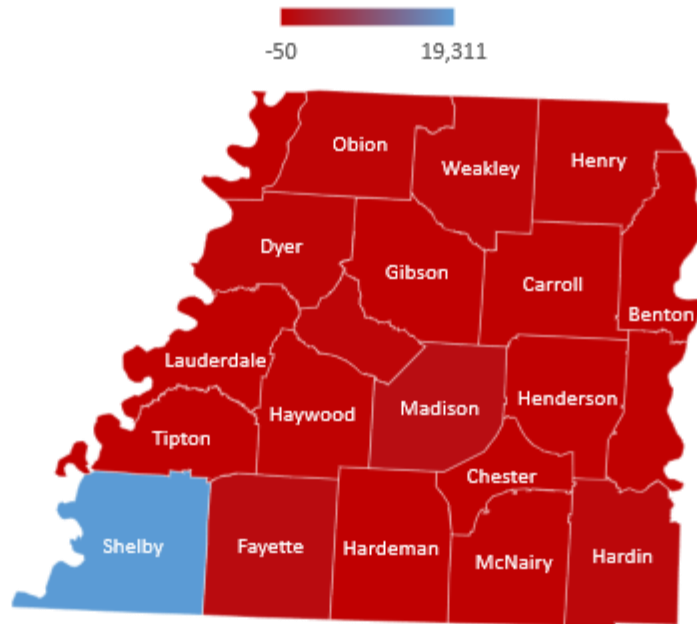 -50 19,311
Obion
Weakley
Henry
Dyer
Gibson
Carroll
Benton
Lauderdale
Haywood
Madison
Henderson
Tipton
Chester
Shelby
Fayette
Hardeman
McNairy
Hardin